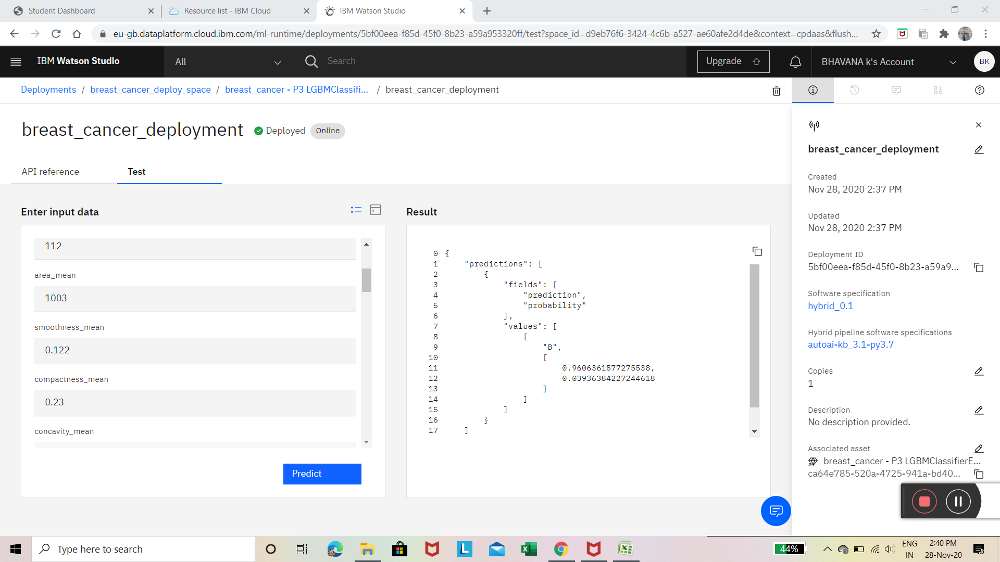 Student Dashboard
Resource list - IBM Cloud
IBM Watson Studio
eu-gb.dataplatform.cloud.ibm.com/ml-runtime/deployments/5bf00eea-f85d-45f0-8b23-a59a953320ff/test?space_id=d9eb76f6-3424-4c6b-a527-ae60afe2d4de&context=cpdaas&flush...
IBM Watson Studio
All
Search
Upgrade
BHAVANA k's Account
BK
Deployments / breast_cancer_deploy_space / breast_cancer - P3 LGBMClassifi... / breast_cancer_deployment
breast_cancer_deployment
Deployed
Online
API reference
Test
Enter input data
112
area_mean
1003
smoothness_mean
0.122
compactness_mean
0.23
concavity_mean
Predict
Result
0 {
1 "predictions": [
2 {
3 "fields": [
4 "prediction",
5 "probability"
6 ],
7 "values": [
8 [
9 "B",
10 [
11 0.9606361577275538,
12 0.03936384227244618
13 ]
14 ]
15 ]
16 }
17 ]
breast_cancer_deployment
Created
Nov 28, 2020 2:37 PM
Updated
Nov 28, 2020 2:37 PM
Deployment ID
5bf00eea-f85d-45f0-8b23-a59a9...
Software specification
hybrid_0.1
Hybrid pipeline software specifications
autoai-kb_3.1-py3.7
Copies
1
Description
No description provided.
Associated asset
breast_cancer - P3 LGBMClassifierE...
ca64e785-520a-4725-941a-bd40...
Type here to search
L
44%
ENG
IN
2:40 PM
28-Nov-20